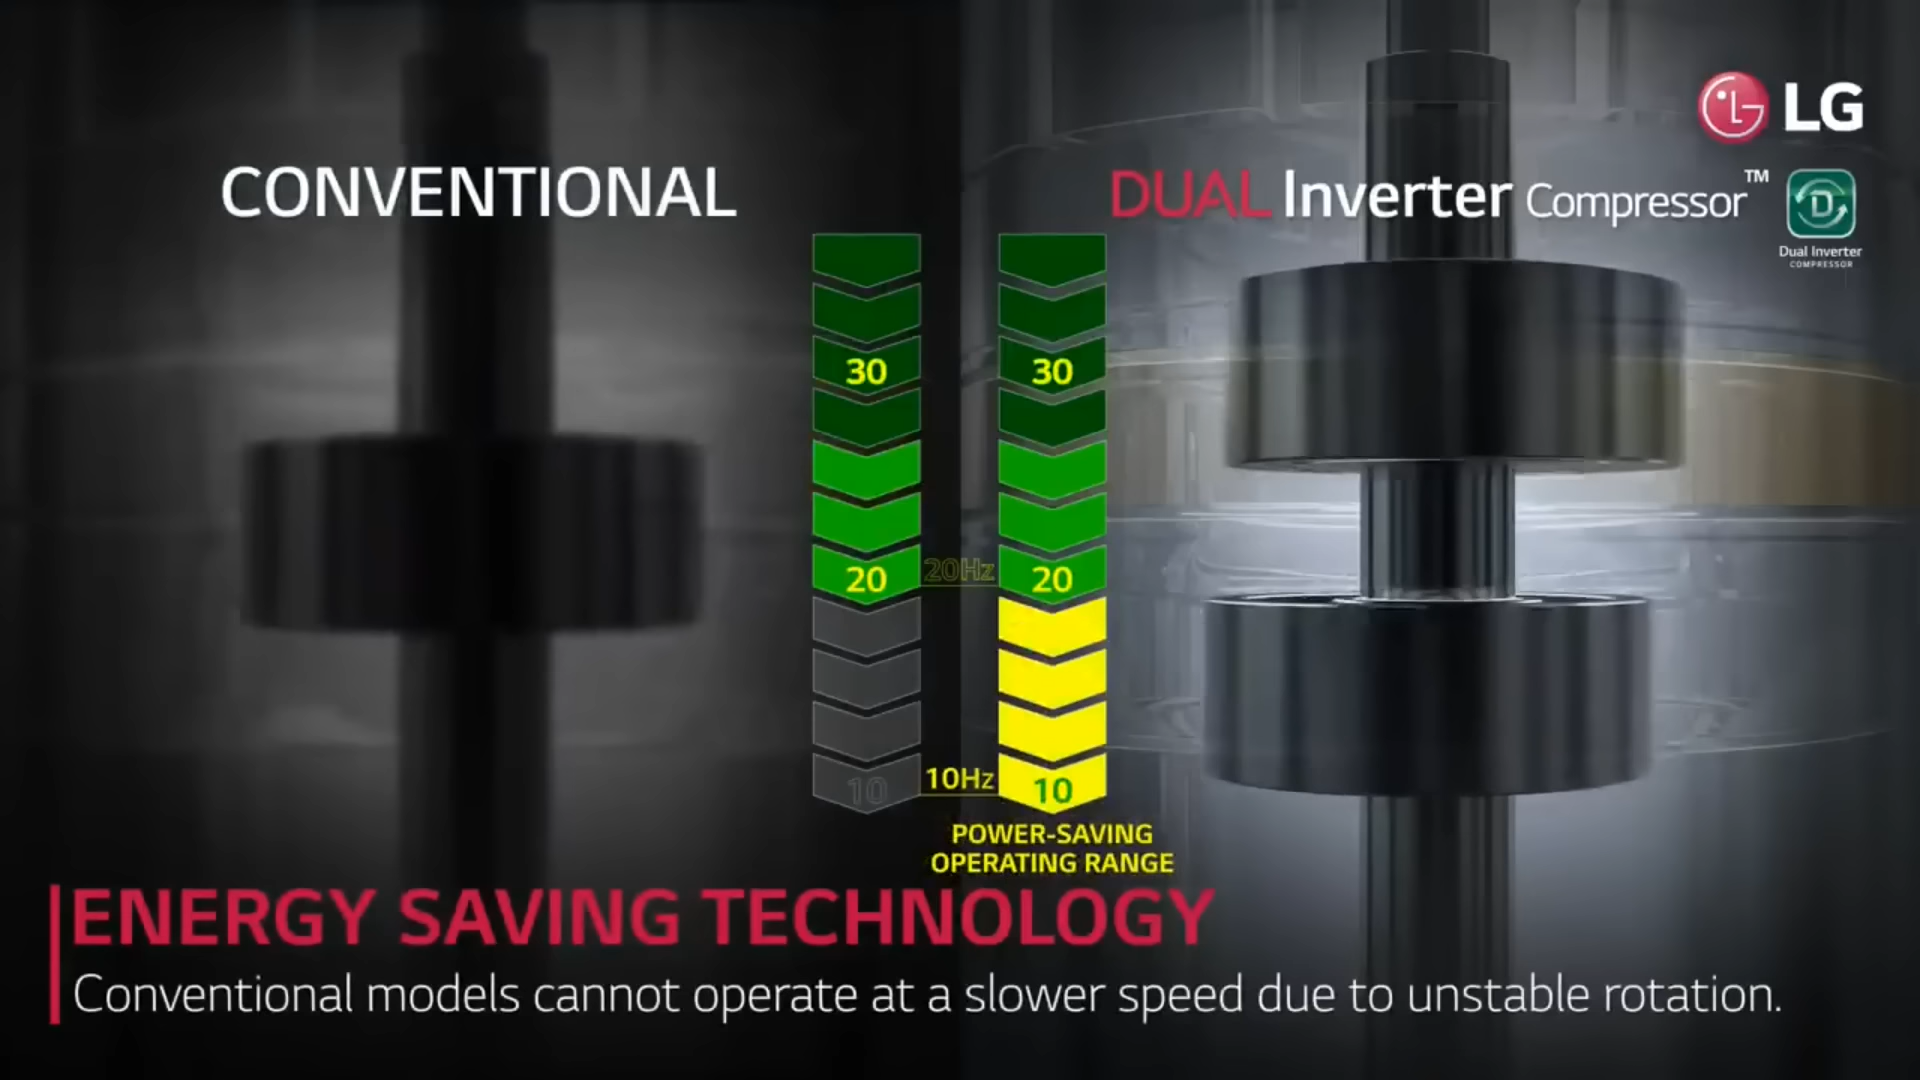 LG
CONVENTIONAL
DUAL Inverter Compressor™
D
Dual Inverter
COMPRESSOR
30
30
20
20Hz
20
10
10Hz
10
POWER-SAVING
OPERATING RANGE
ENERGY SAVING TECHNOLOGY
Conventional models cannot operate at a slower speed due to unstable rotation.